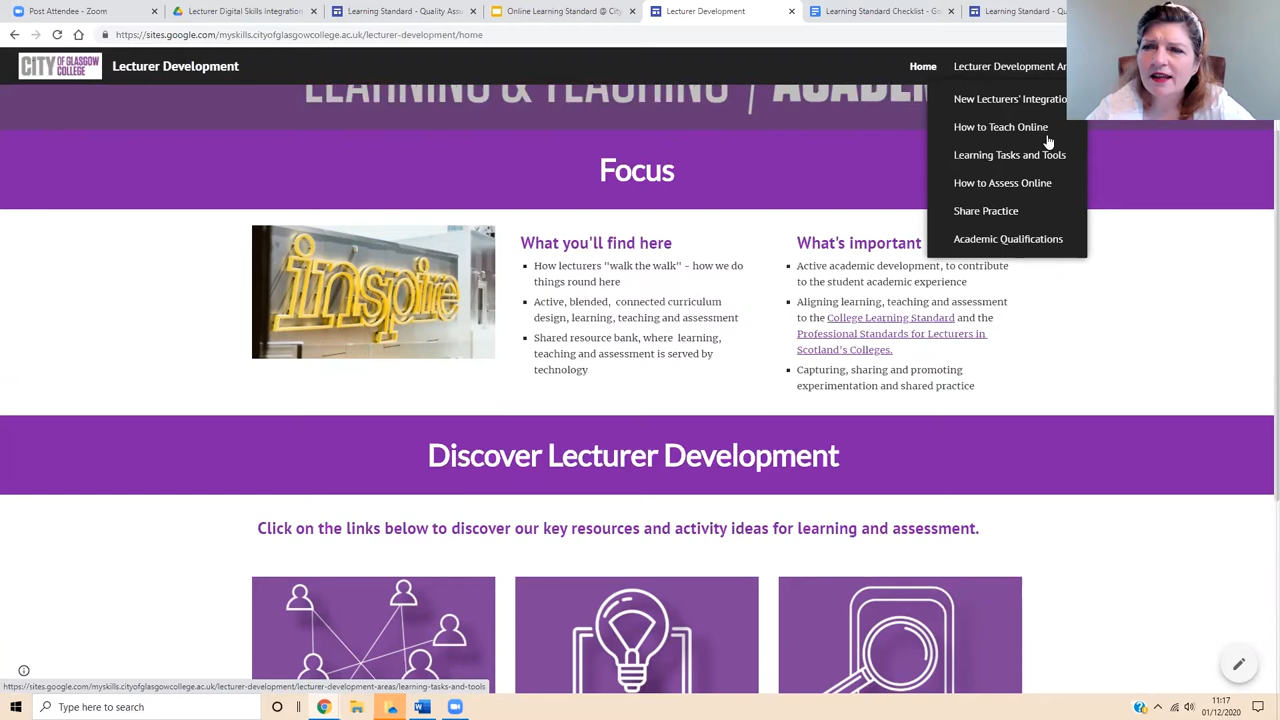 Post Attendee - Zoom
Lecturer Digital Skills Integration
Learning Standard - Quality Ass
Online Learning Standard @ City
Lecturer Development
Learning Standard Checklist - Go
Learning Standard - Qu
https://sites.google.com/myskills.cityofglasgowcollege.ac.uk/lecturer-development/home
CITY OF GLASGOW COLLEGE
Lecturer Development
Home
Lecturer Development Ar
LEARNING & TEACHING
New Lecturers' Integratio
How to Teach Online
Learning Tasks and Tools
How to Assess Online
Share Practice
Academic Qualifications
Focus
inspire
What you'll find here
How lecturers "walk the walk" - how we do
things round here
Active, blended, connected curriculum
design, learning, teaching and assessment
Shared resource bank, where learning,
teaching and assessment is served by
technology
What's important
Active academic development, to contribute
to the student academic experience
Aligning learning, teaching and assessment
to the College Learning Standard and the
Professional Standards for Lecturers in
Scotland's Colleges.
Capturing, sharing and promoting
experimentation and shared practice
Discover Lecturer Development
Click on the links below to discover our key resources and activity ideas for learning and assessment.
https://sites.google.com/myskills.cityofglasgowcollege.ac.uk/lecturer-development/lecturer-development-areas/learning-tasks-and-tools
Type here to search
11:17
01/12/2020